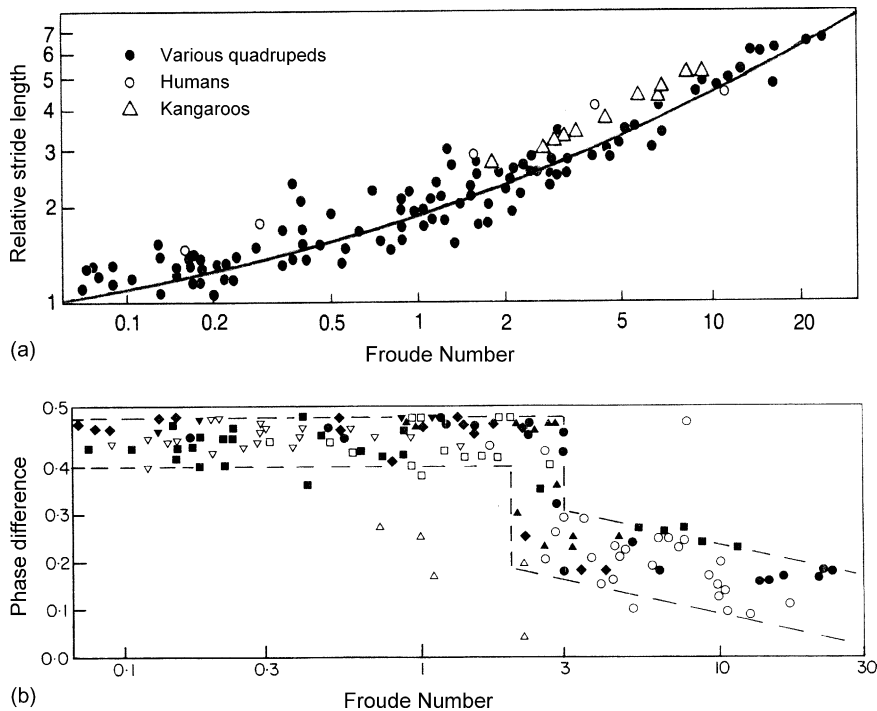 7
6
5
4
3
2
1
Relative stride length
Various quadrupeds
Humans
Kangaroos
0.1 0.2 0.5 1 2 5 10 20
Froude Number
(a)
0·5
0·4
0·3
0·2
0·1
0·0
Phase difference
0·1 0·3 1 3 10 30
Froude Number
(b)